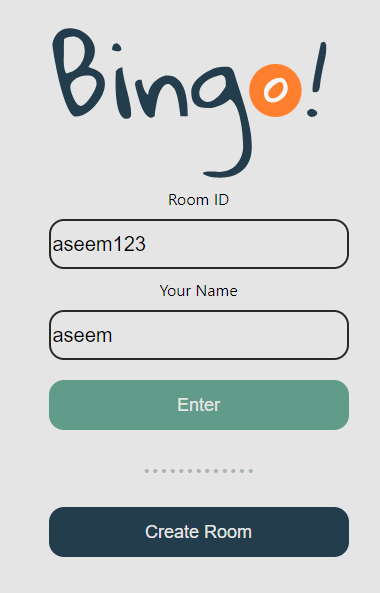 Bingo!
Room ID
aseem123
Your Name
aseem
Enter
Create Room